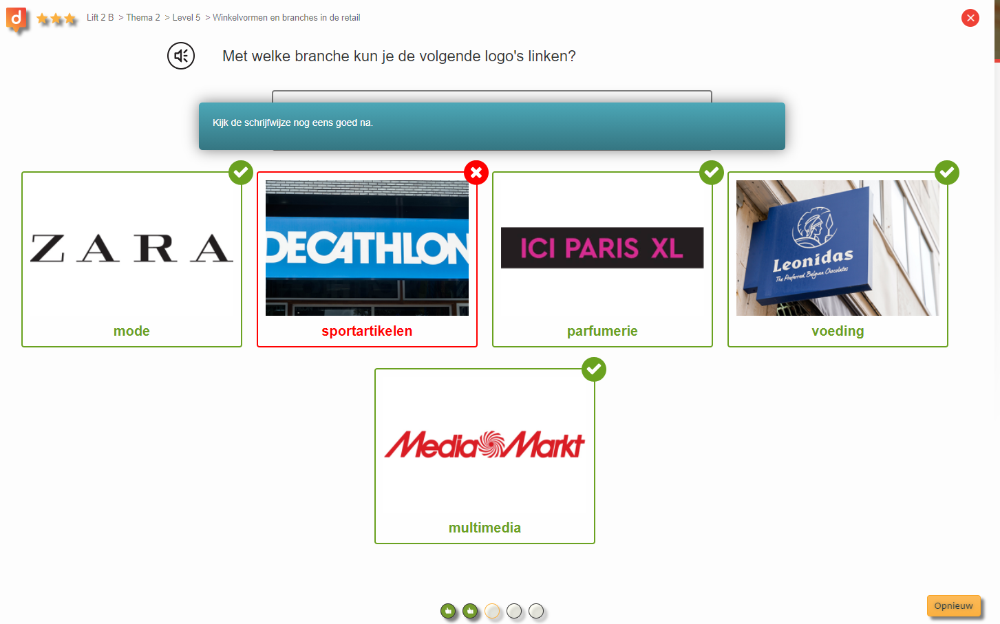 d
Lift 2 B > Thema 2 > Level 5 > Winkelvormen en branches in de retail
Met welke branche kun je de volgende logo's linken?
Kijk de schrijfwijze nog eens goed na.
ZARA
mode
DECATHLON
sportartikelen
ICI PARIS XL
parfumerie
Leonidas
The Preferred Belgian Chocolates
voeding
Media Markt
multimedia
Opnieuw